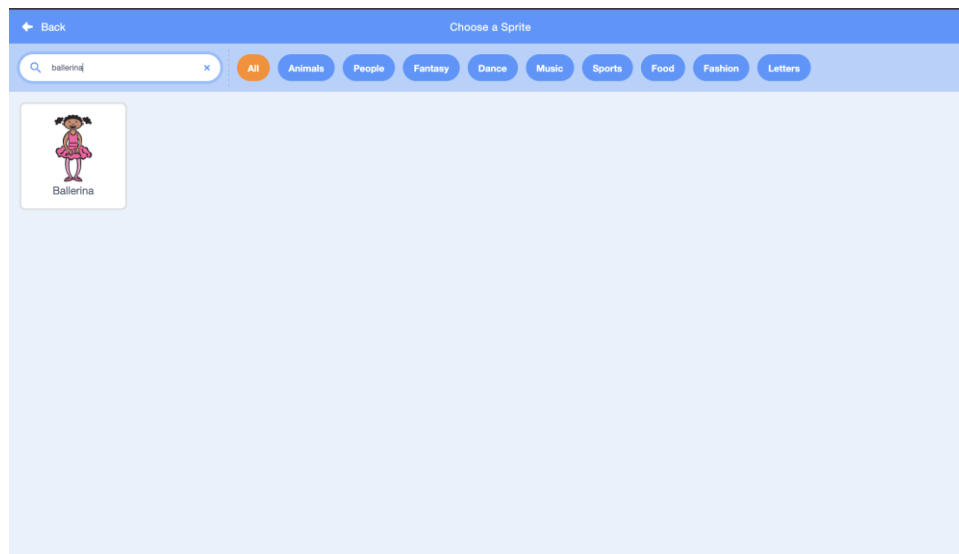 Back
Choose a Sprite
ballerina
All Animals People Fantasy Dance Music Sports Food Fashion Letters
Ballerina